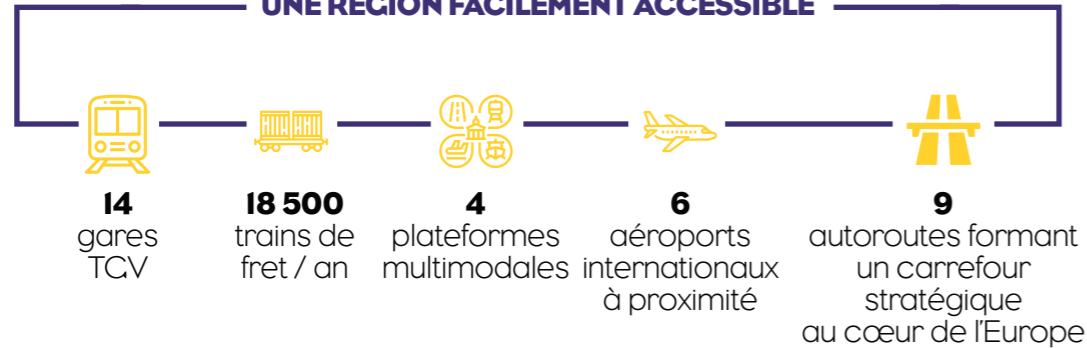 UNE RÉGION FACILEMENT ACCESSIBLE
14
gares
TGV
18 500
trains de
fret / an
4
plateformes
multimodales
6
aéroports
internationaux
à proximité
9
autoroutes formant
un carrefour
stratégique
au cœur de l'Europe